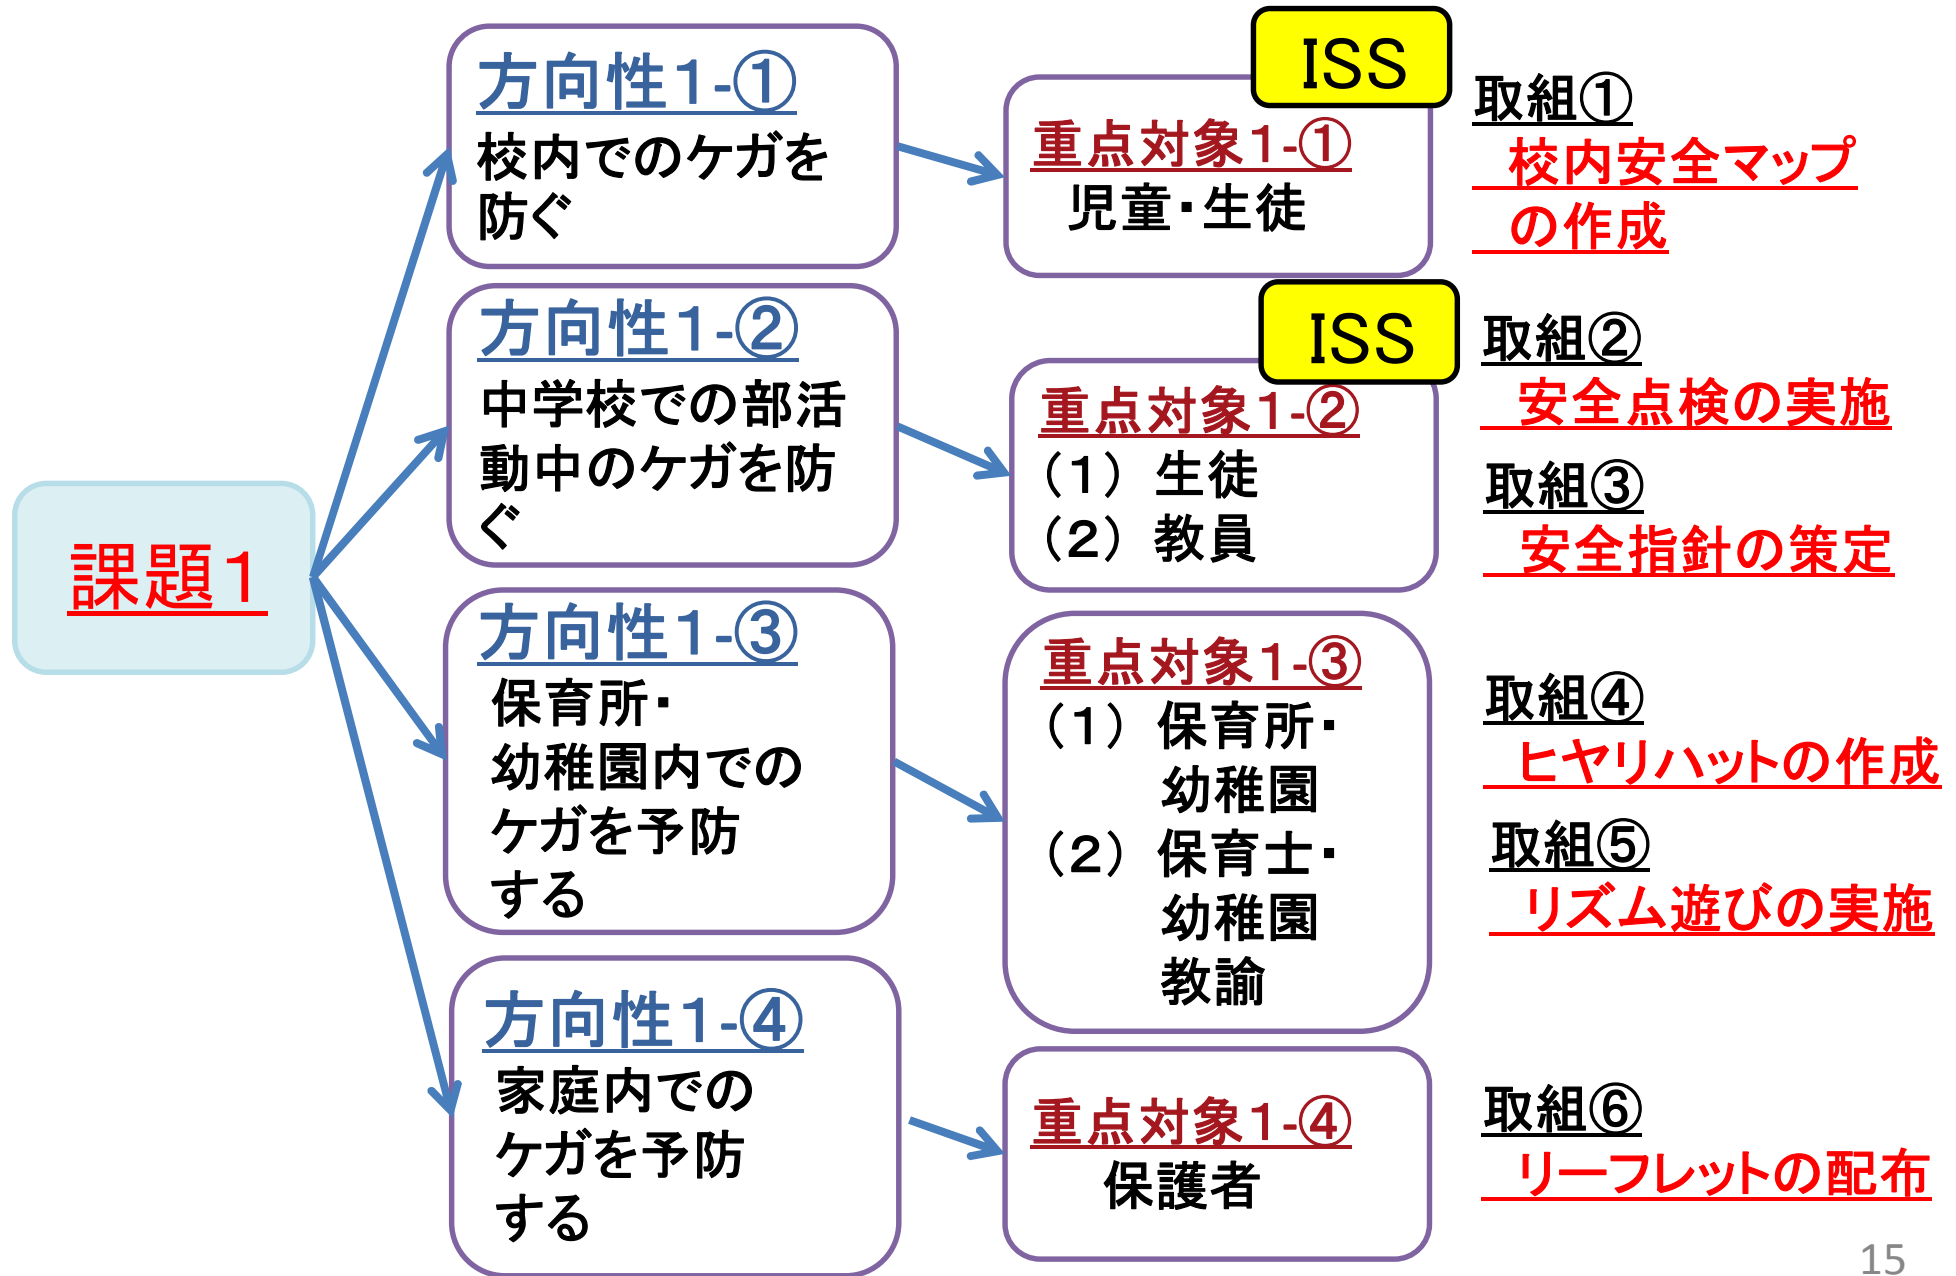 課題１
方向性１-①
校内でのケガを
防ぐ
ISS
重点対象１-①
児童・生徒
取組①
校内安全マップ
の作成
方向性１-②
中学校での部活
動中のケガを防
ぐ
ISS
重点対象１-②
（１） 生徒
（２） 教員
取組②
安全点検の実施
取組③
安全指針の策定
方向性１-③
保育所・
幼稚園内での
ケガを予防
する
重点対象１-③
（１） 保育所・
幼稚園
（２） 保育士・
幼稚園
教諭
取組④
ヒヤリハットの作成
取組⑤
リズム遊びの実施
方向性１-④
家庭内での
ケガを予防
する
重点対象１-④
保護者
取組⑥
リーフレットの配布
15